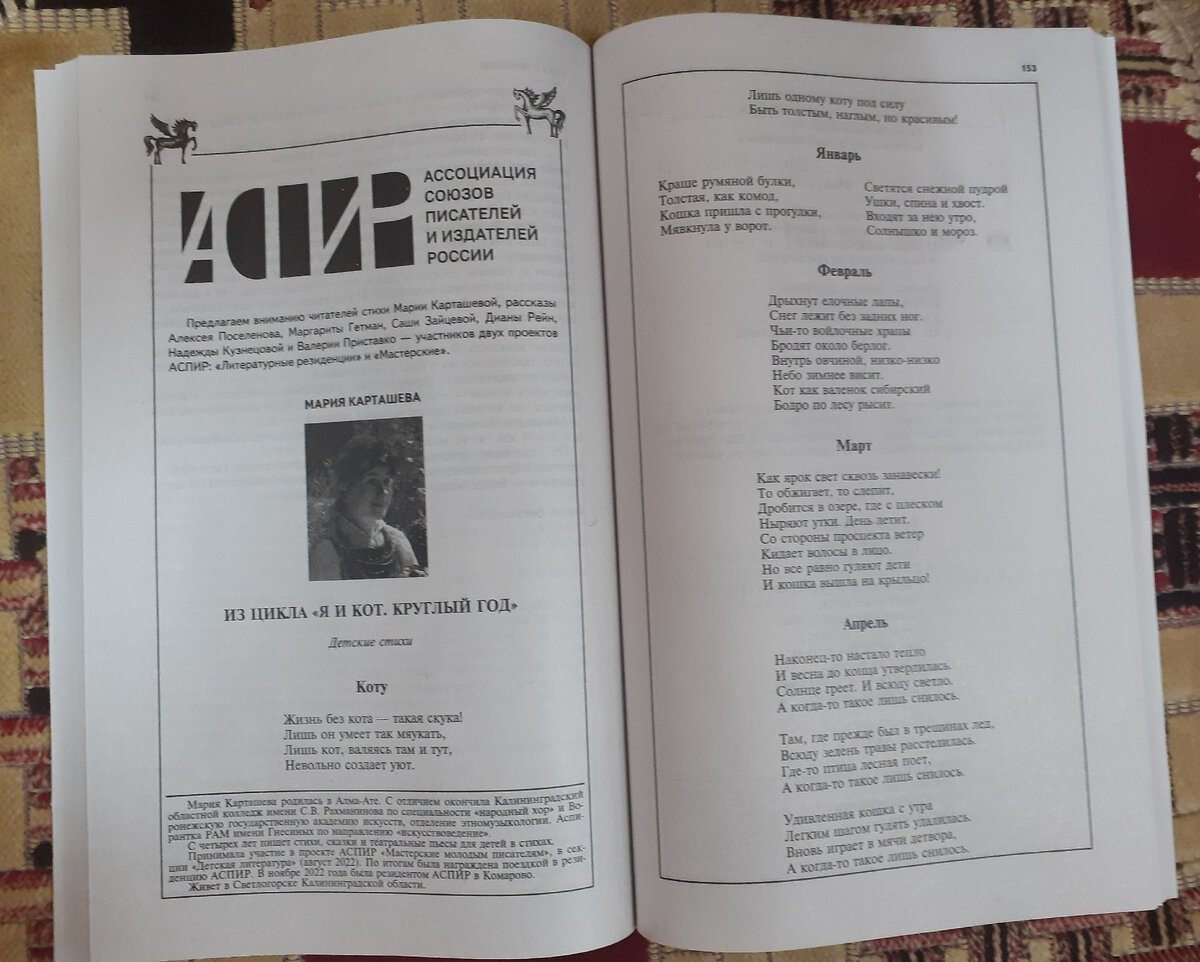 АСПИР
АССОЦИАЦИЯ
СОЮЗОВ
ПИСАТЕЛЕЙ
И ИЗДАТЕЛЕЙ
РОССИИ
Предлагаем вниманию читателей стихи Марии Карташевой, рассказы
Алексея Поселенова, Маргариты Гетман, Саши Зайцевой, Дианы Рейн,
Надежды Кузнецовой и Валерии Приставко — участников двух проектов
АСПИР: «Литературные резиденции» и «Мастерские».
МАРИЯ КАРТАШЕВА
ИЗ ЦИКЛА «Я И КОТ. КРУГЛЫЙ ГОД»
Детские стихи
Коту
Жизнь без кота — такая скука!
Лишь он умеет так мяукать,
Лишь кот, валяясь там и тут,
Невольно создает уют.
Мария Карташева родилась в Алма-Ате. С отличием окончила Калининградский
областной колледж имени С.В. Рахманинова по специальности «народный хор» и Во-
ронежскую государственную академию искусств, отделение этномузыкологии. Аспи-
рантка РАМ имени Гнесиных по направлению «искусствоведение».
С четырех лет пишет стихи, сказки и театральные пьесы для детей в стихах.
Принимала участие в проекте АСПИР «Мастерские молодым писателям», в сек-
ции «Детская литература» (август 2022). По итогам была награждена поездкой в рези-
денцию АСПИР. В ноябре 2022 года была резидентом АСПИР в Комарово.
Живет в Светлогорске Калининградской области.
153
Лишь одному коту под силу
Быть толстым, наглым, но красивым!
Январь
Краше румяной булки,
Толстая, как комод,
Кошка пришла с прогулки,
Мявкнула у ворот.
Светятся снежной пудрой
Ушки, спина и хвост.
Входят за нею утро,
Солнышко и мороз.
Февраль
Дрыхнут елочные лапы,
Снег лежит без задних ног.
Чьи-то войлочные храпы
Бродят около берлог.
Внутрь овчиной, низко-низко
Небо зимнее висит.
Кот как валенок сибирский
Бодро по лесу рысит.
Март
Как ярок свет сквозь занавески!
То обжигает, то слепит,
Дробится в озере, где с плеском
Ныряют утки. День летит.
Со стороны проспекта ветер
Кидает волосы в лицо.
Но все равно гуляют дети
И кошка вышла на крыльцо!
Апрель
Наконец-то настало тепло
И весна до конца утвердилась.
Солнце греет. И всюду светло.
А когда-то такое лишь снилось.
Там, где прежде был в трещинах лед,
Всюду зелень травы расстелилась.
Где-то птица лесная поет,
А когда-то такое лишь снилось.
Удивленная кошка с утра
Легким шагом гулять удалилась.
Вновь играет в мячи детвора,
А когда-то такое лишь снилось.